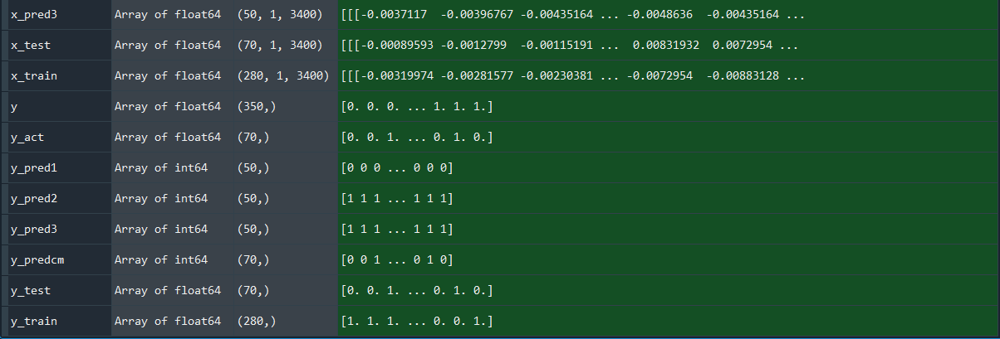 x_pred3 Array of float64 (50, 1, 3400) [[[-0.0037117 -0.00396767 -0.00435164 ... -0.0048636 -0.00435164 ...
x_test Array of float64 (70, 1, 3400) [[[-0.00089593 -0.0012799 -0.00115191 ... 0.00831932 0.0072954 ...
x_train Array of float64 (280, 1, 3400) [[[-0.00319974 -0.00281577 -0.00230381 ... -0.0072954 -0.00883128 ...
y Array of float64 (350,) [0. 0. 0. ... 1. 1. 1.]
y_act Array of float64 (70,) [0. 0. 1. ... 0. 1. 0.]
y_pred1 Array of int64 (50,) [0 0 0 ... 0 0 0]
y_pred2 Array of int64 (50,) [1 1 1 ... 1 1 1]
y_pred3 Array of int64 (50,) [1 1 1 ... 1 1 1]
y_predcm Array of int64 (70,) [0 0 1 ... 0 1 0]
y_test Array of float64 (70,) [0. 0. 1. ... 0. 1. 0.]
y_train Array of float64 (280,) [1. 1. 1. ... 0. 0. 1.]